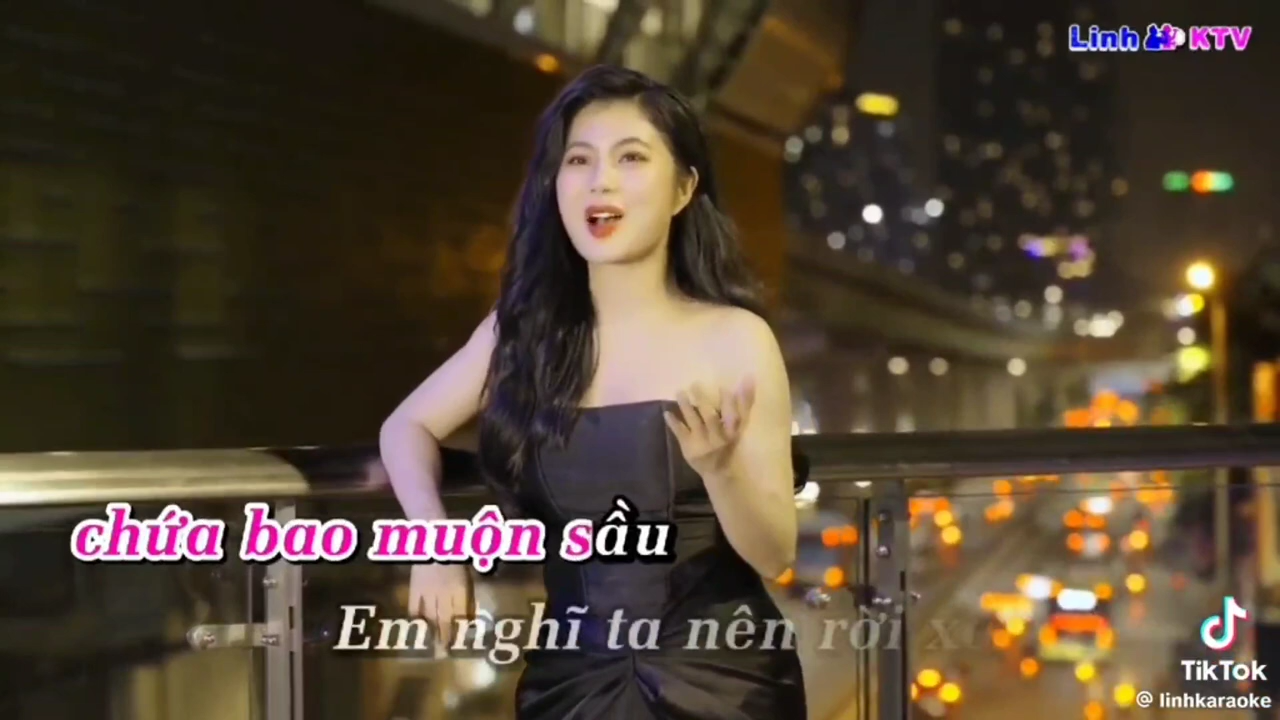 Linh KTV
chứa bao muộn sầu
Em nghĩ ta nên rời
TikTok
@ linhkaraoke